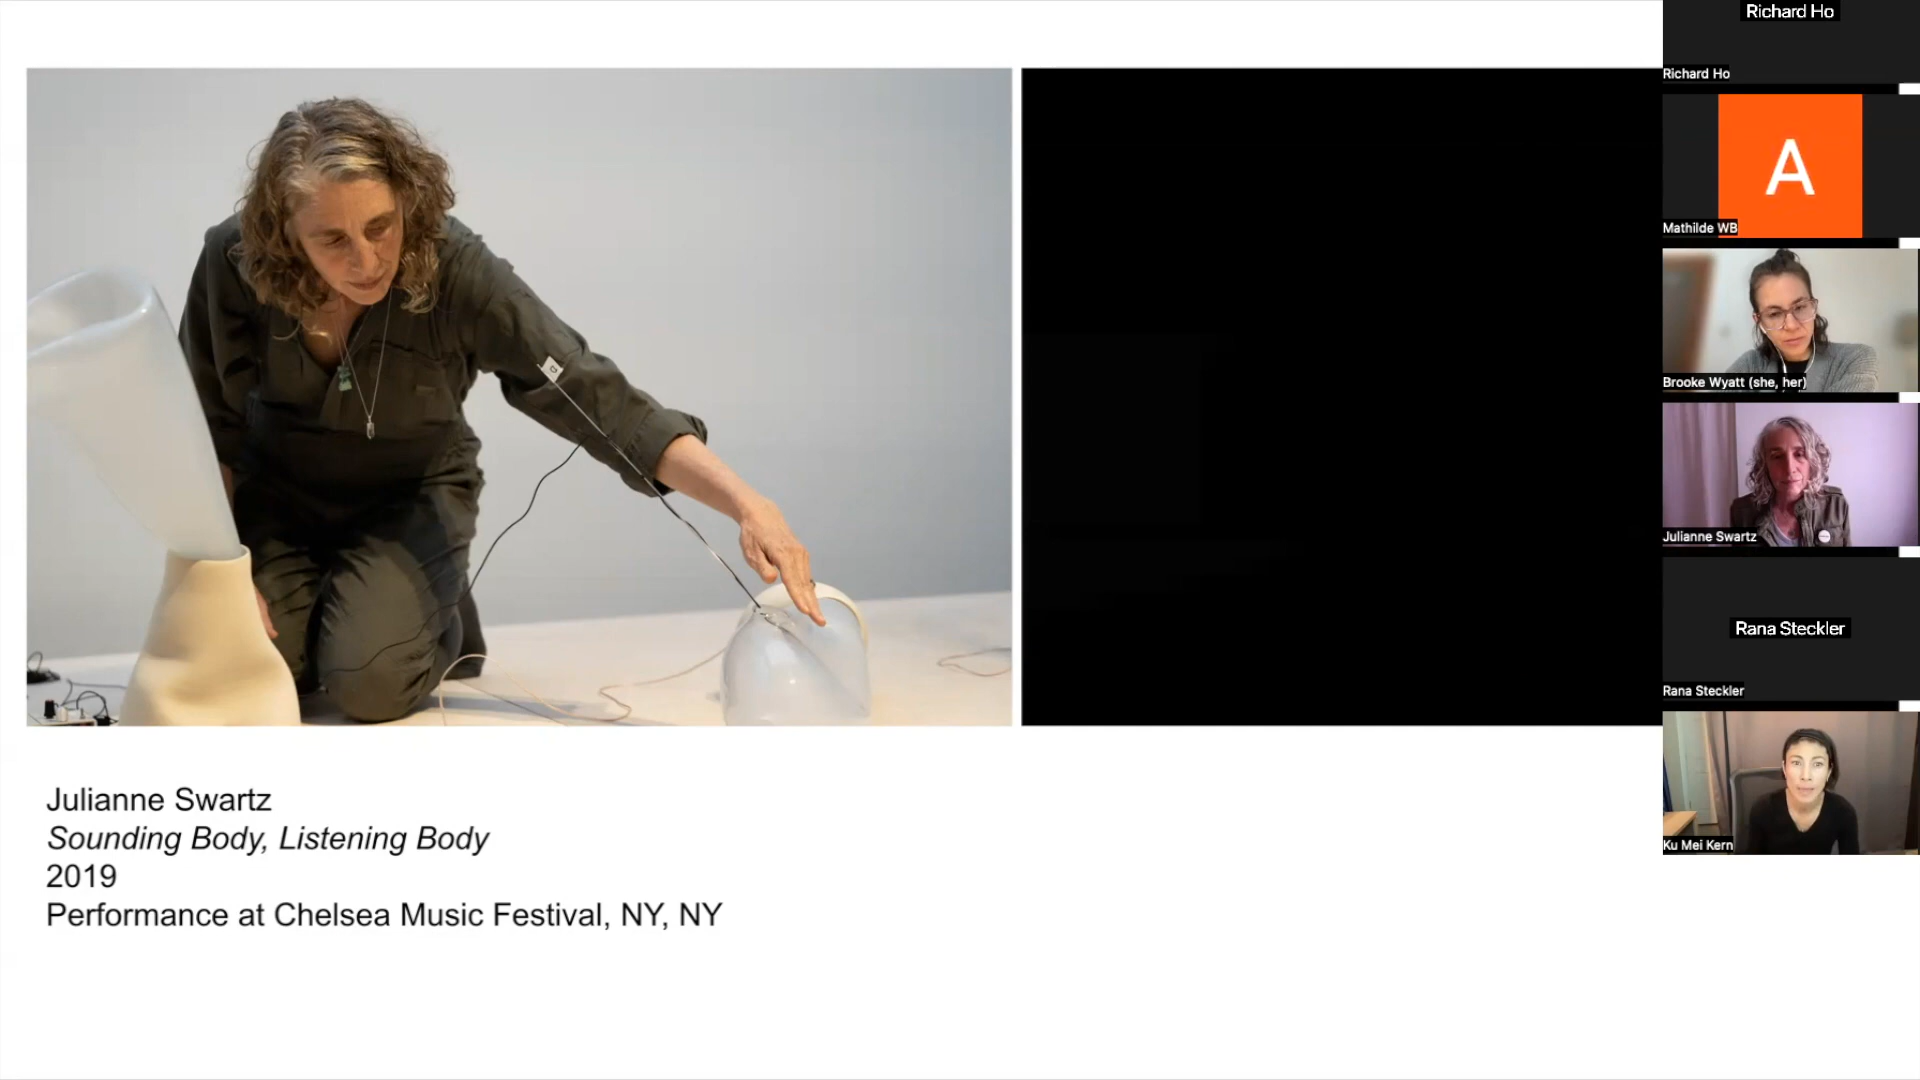 Julianne Swartz
Sounding Body, Listening Body
2019
Performance at Chelsea Music Festival, NY, NY
Richard Ho
Richard Ho
A
Mathilde WB
Brooke Wyatt (she, her)
Julianne Swartz
Rana Steckler
Rana Steckler
Ku Mei Kern